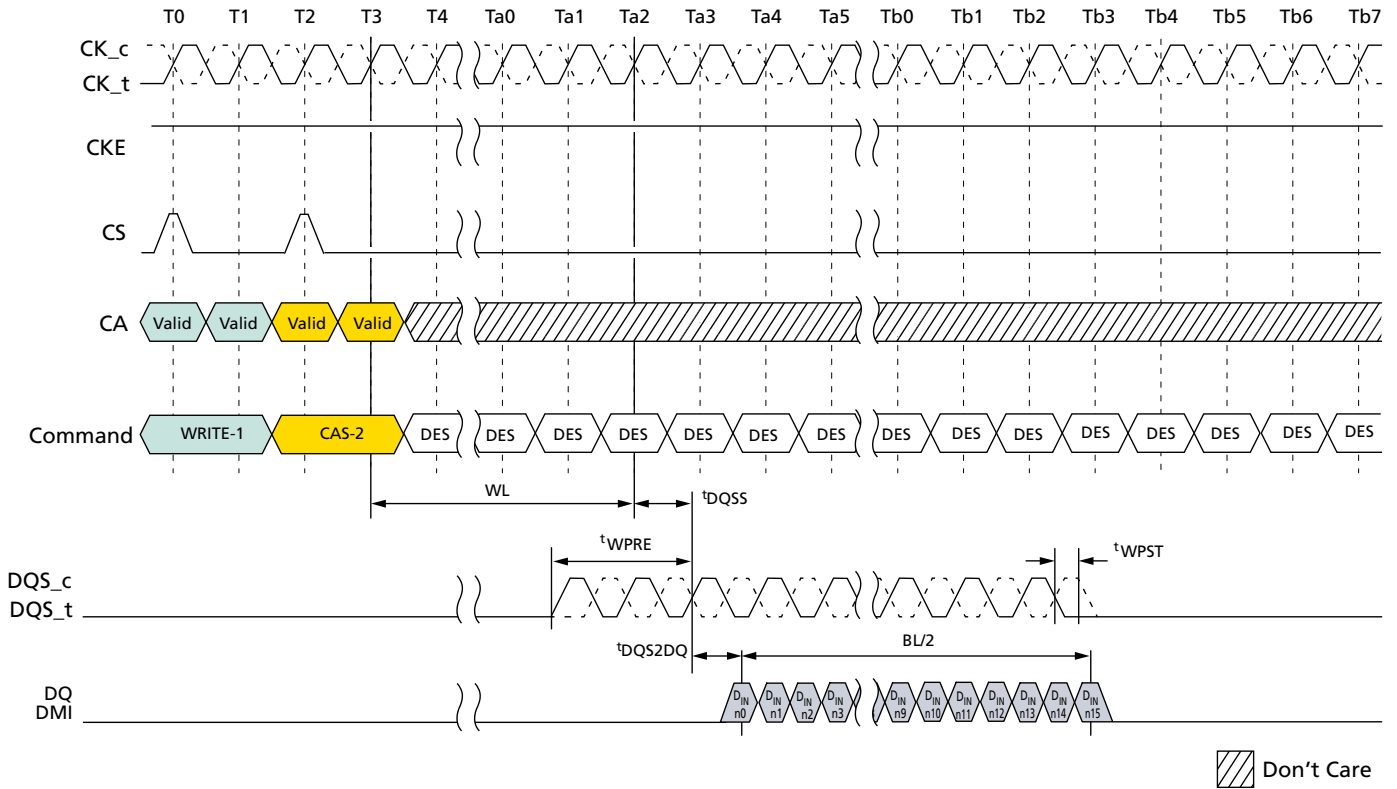 T0 T1 T2 T3 T4 Ta0 Ta1 Ta2 Ta3 Ta4 Ta5 Tb0 Tb1 Tb2 Tb3 Tb4 Tb5 Tb6 Tb7
CK_c
CK_t
CKE
CS
CA Valid Valid Valid Valid
Command WRITE-1 CAS-2 DES DES DES DES DES DES DES DES DES DES DES DES DES DES DES
WL tDQSS
tWPRE tWPST
DQS_c
DQS_t
tDQS2DQ BL/2
DQ
DMI
DIN n0 DIN n1 DIN n2 DIN n3 DIN n9 DIN n10 DIN n11 DIN n12 DIN n13 DIN n14 DIN n15
Don't Care